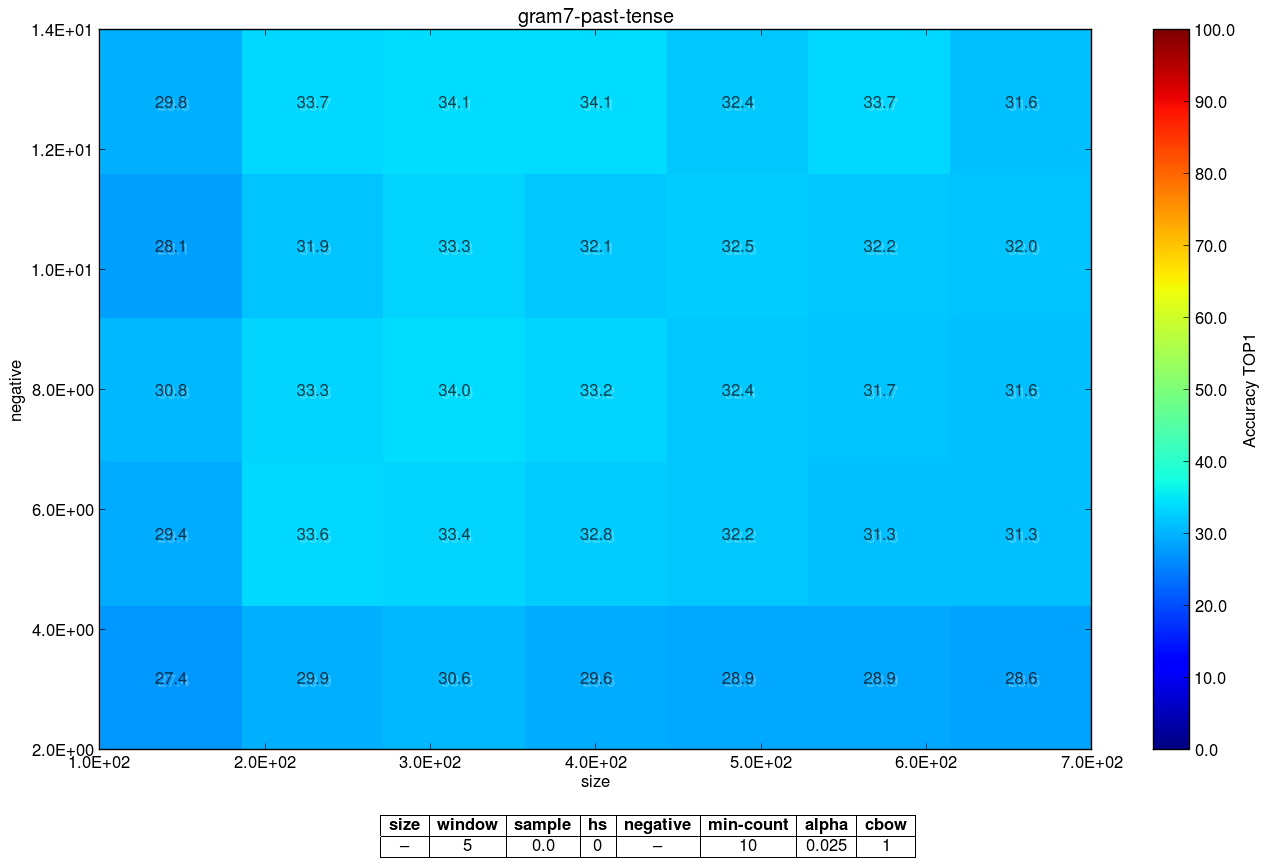 gram7-past-tense
1.4E+01
1.2E+01
1.0E+01
8.0E+00
6.0E+00
4.0E+00
2.0E+00
negative
29.8 33.7 34.1 34.1 32.4 33.7 31.6
28.1 31.9 33.3 32.1 32.5 32.2 32.0
30.8 33.3 34.0 33.2 32.4 31.7 31.6
29.4 33.6 33.4 32.8 32.2 31.3 31.3
27.4 29.9 30.6 29.6 28.9 28.9 28.6
1.0E+02 2.0E+02 3.0E+02 4.0E+02 5.0E+02 6.0E+02 7.0E+02
size
100.0
90.0
80.0
70.0
60.0
50.0
40.0
30.0
20.0
10.0
0.0
Accuracy TOP1
size window sample hs negative min-count alpha cbow
– 5 0.0 0 – 10 0.025 1